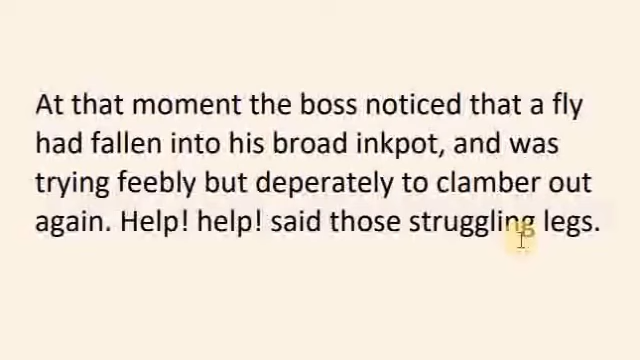 At that moment the boss noticed that a fly
had fallen into his broad inkpot, and was
trying feebly but deperately to clamber out
again. Help! help! said those struggling legs.